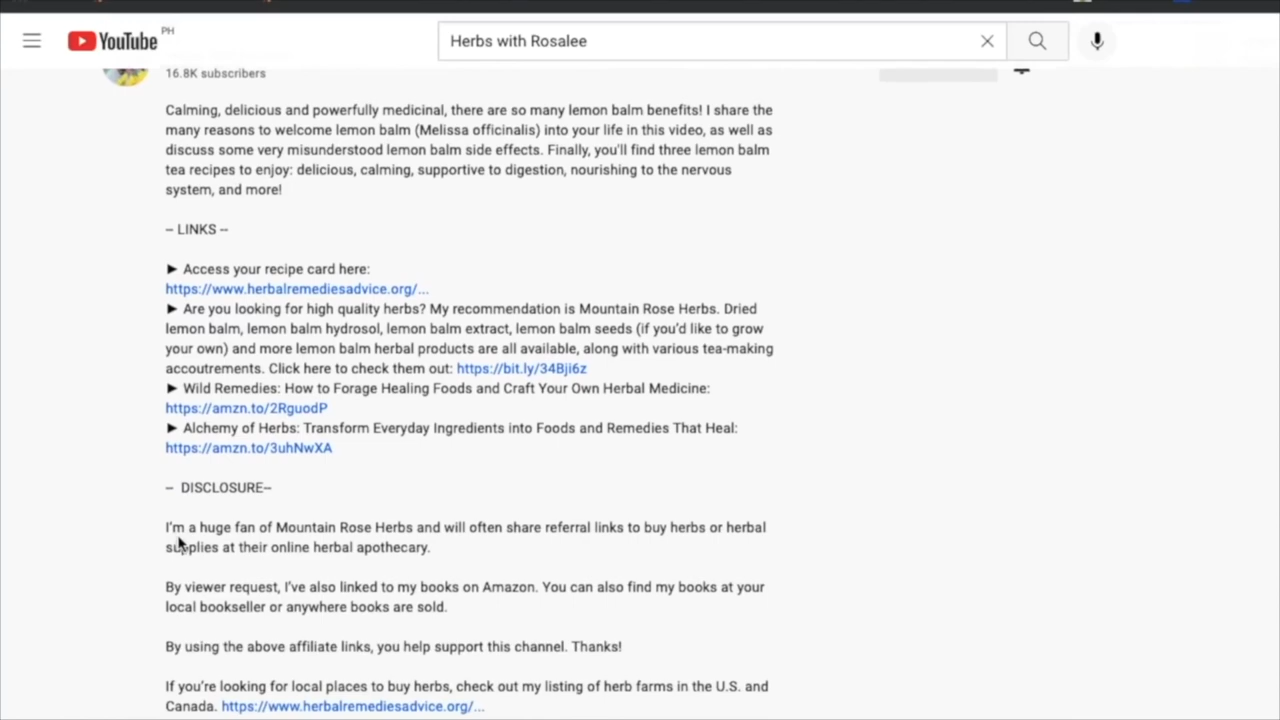 YouTube PH
Herbs with Rosalee
16.8K subscribers
Calming, delicious and powerfully medicinal, there are so many lemon balm benefits! I share the
many reasons to welcome lemon balm (Melissa officinalis) into your life in this video, as well as
discuss some very misunderstood lemon balm side effects. Finally, you'll find three lemon balm
tea recipes to enjoy: delicious, calming, supportive to digestion, nourishing to the nervous
system, and more!
-- LINKS --
► Access your recipe card here:
https://www.herbalremediesadvice.org/...
► Are you looking for high quality herbs? My recommendation is Mountain Rose Herbs. Dried
lemon balm, lemon balm hydrosol, lemon balm extract, lemon balm seeds (if you'd like to grow
your own) and more lemon balm herbal products are all available, along with various tea-making
accoutrements. Click here to check them out: https://bit.ly/34Bji6z
► Wild Remedies: How to Forage Healing Foods and Craft Your Own Herbal Medicine:
https://amzn.to/2RguodP
► Alchemy of Herbs: Transform Everyday Ingredients into Foods and Remedies That Heal:
https://amzn.to/3uhNwXA
-- DISCLOSURE--
I'm a huge fan of Mountain Rose Herbs and will often share referral links to buy herbs or herbal
supplies at their online herbal apothecary.
By viewer request, I've also linked to my books on Amazon. You can also find my books at your
local bookseller or anywhere books are sold.
By using the above affiliate links, you help support this channel. Thanks!
If you're looking for local places to buy herbs, check out my listing of herb farms in the U.S. and
Canada. https://www.herbalremediesadvice.org/...